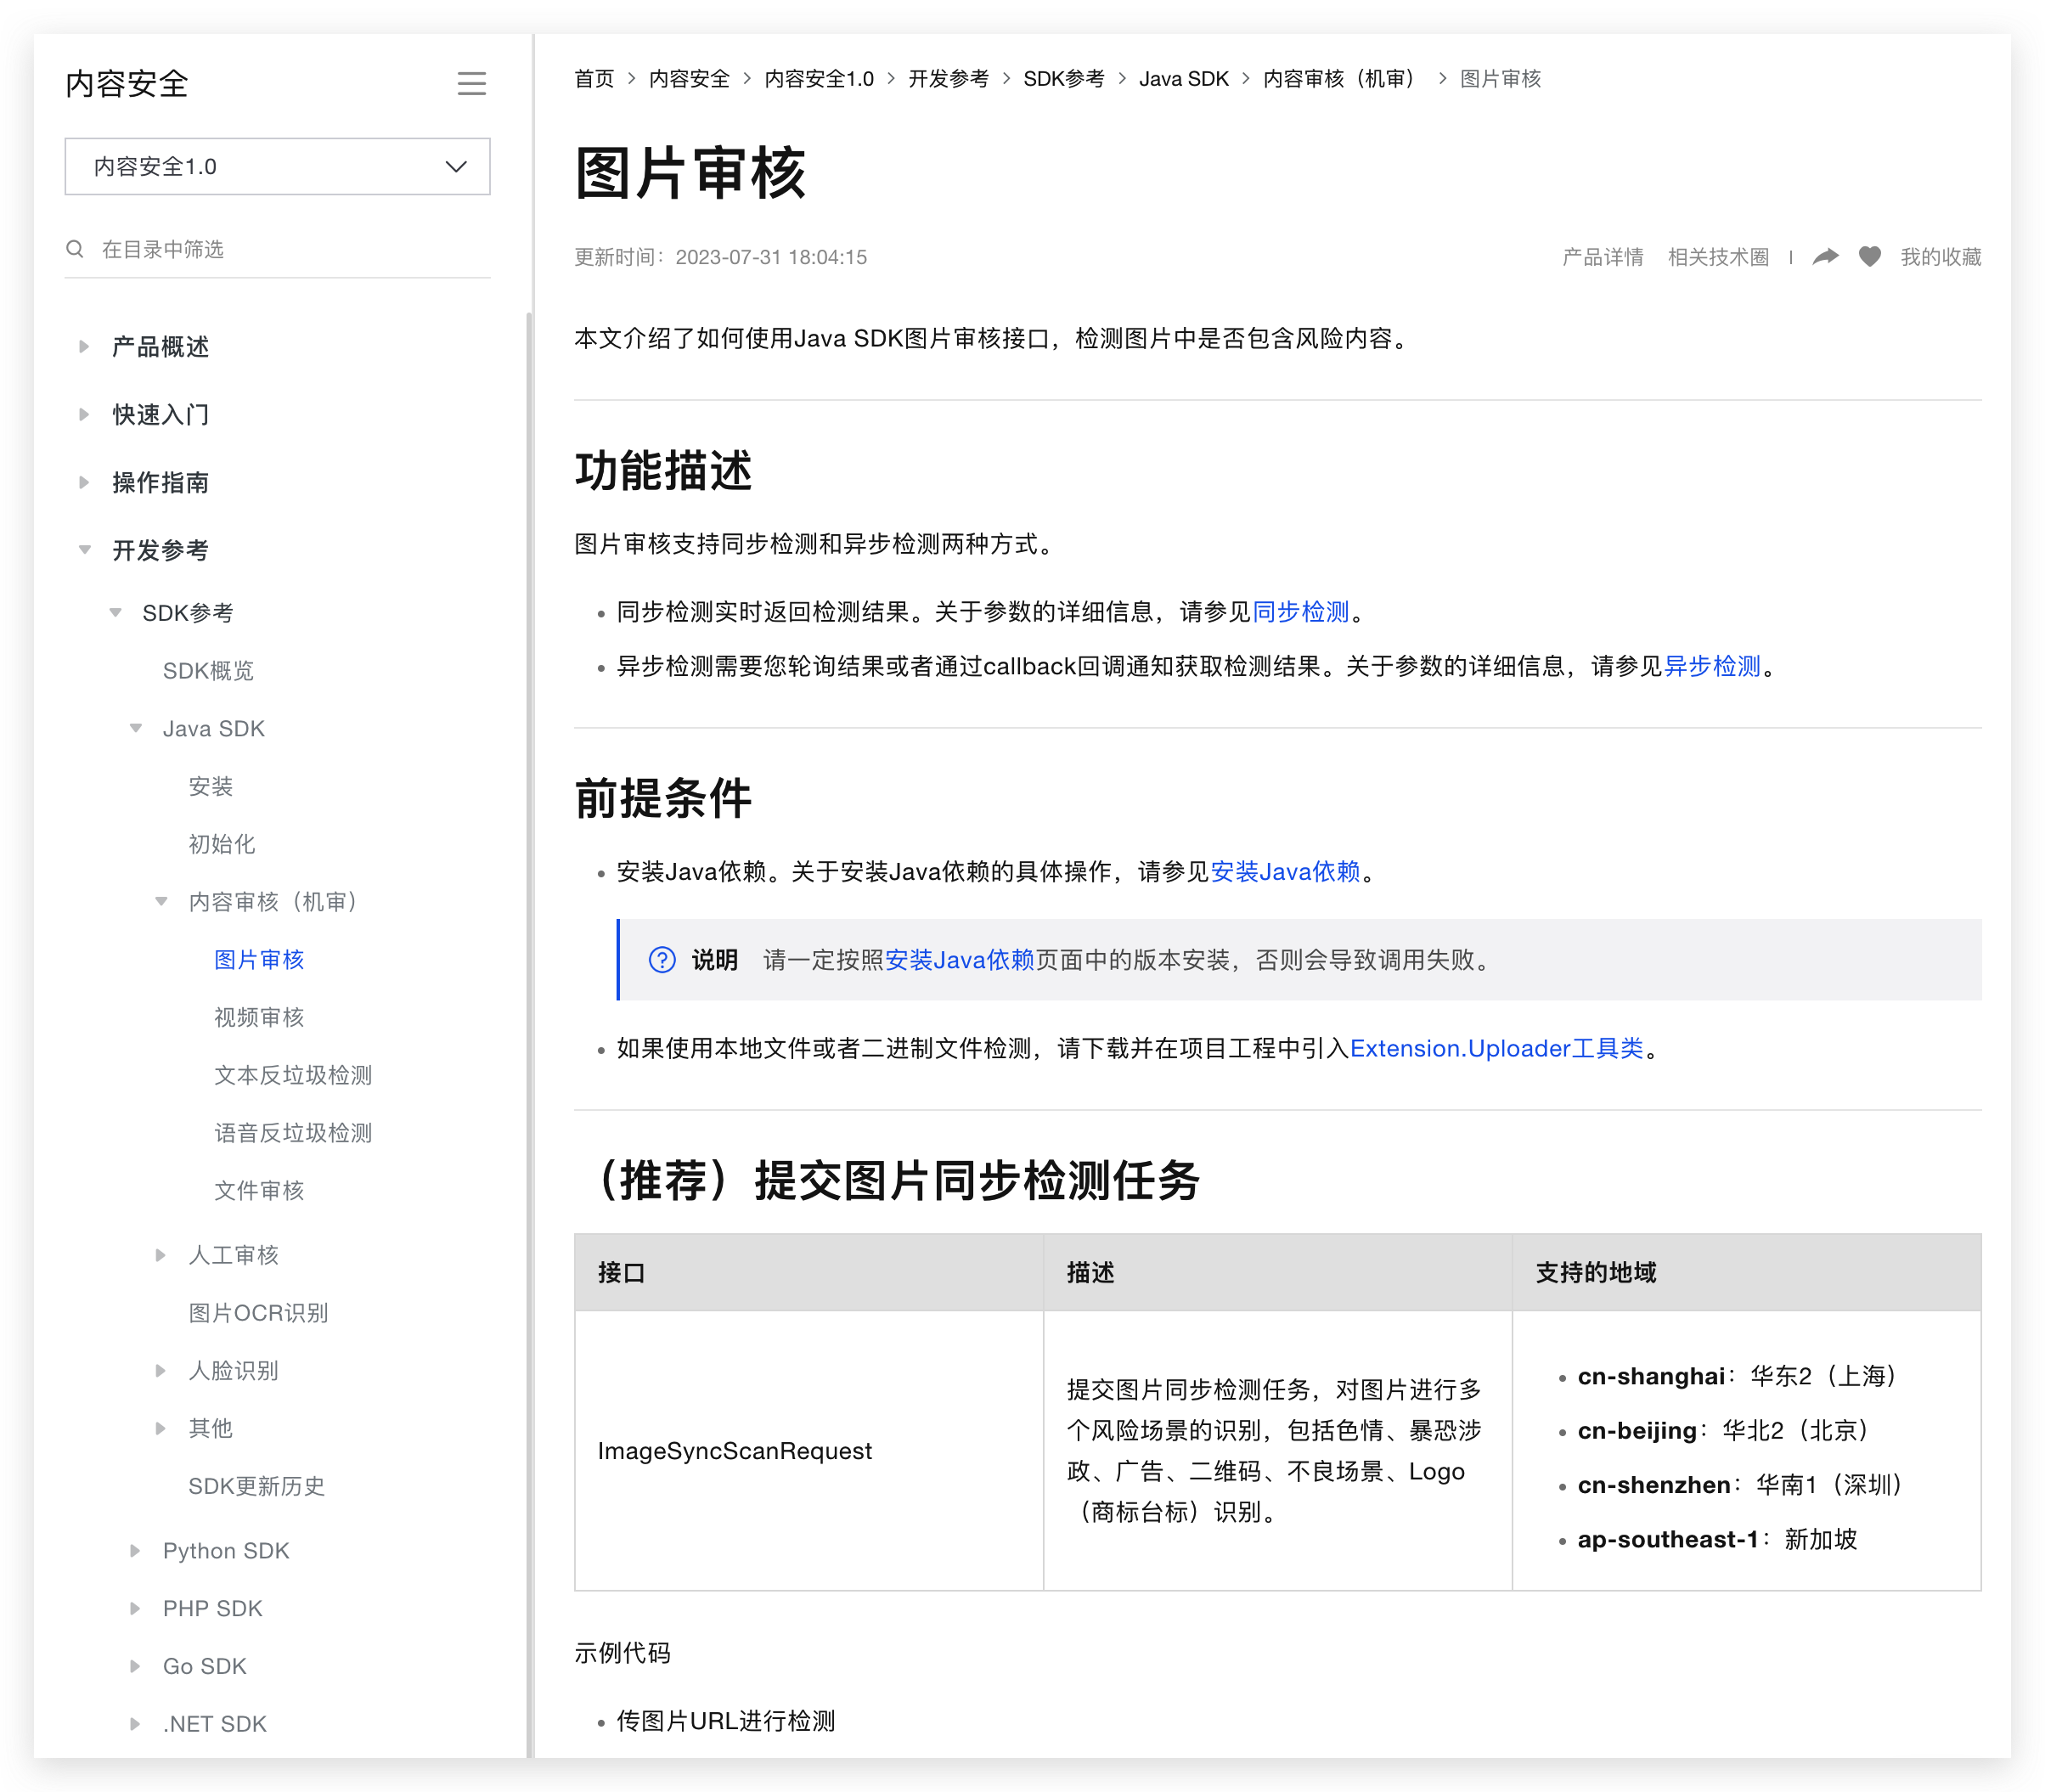 内容安全
内容安全1.0
在目录中筛选
产品概述
快速入门
操作指南
开发参考
SDK参考
SDK概览
Java SDK
安装
初始化
内容审核（机审）
图片审核
视频审核
文本反垃圾检测
语音反垃圾检测
文件审核
人工审核
图片OCR识别
人脸识别
其他
SDK更新历史
Python SDK
PHP SDK
Go SDK
.NET SDK
首页 > 内容安全 > 内容安全1.0 > 开发参考 > SDK参考 > Java SDK > 内容审核（机审） > 图片审核
图片审核
更新时间：2023-07-31 18:04:15
产品详情 相关技术圈 | 我的收藏
本文介绍了如何使用Java SDK图片审核接口，检测图片中是否包含风险内容。
功能描述
图片审核支持同步检测和异步检测两种方式。
• 同步检测实时返回检测结果。关于参数的详细信息，请参见同步检测。
• 异步检测需要您轮询结果或者通过callback回调通知获取检测结果。关于参数的详细信息，请参见异步检测。
前提条件
• 安装Java依赖。关于安装Java依赖的具体操作，请参见安装Java依赖。
说明 请一定按照安装Java依赖页面中的版本安装，否则会导致调用失败。
• 如果使用本地文件或者二进制文件检测，请下载并在项目工程中引入Extension.Uploader工具类。
（推荐）提交图片同步检测任务
接口 描述 支持的地域
ImageSyncScanRequest
提交图片同步检测任务，对图片进行多
个风险场景的识别，包括色情、暴恐涉
政、广告、二维码、不良场景、Logo
（商标台标）识别。
• cn-shanghai：华东2（上海）
• cn-beijing：华北2（北京）
• cn-shenzhen：华南1（深圳）
• ap-southeast-1：新加坡
示例代码
• 传图片URL进行检测